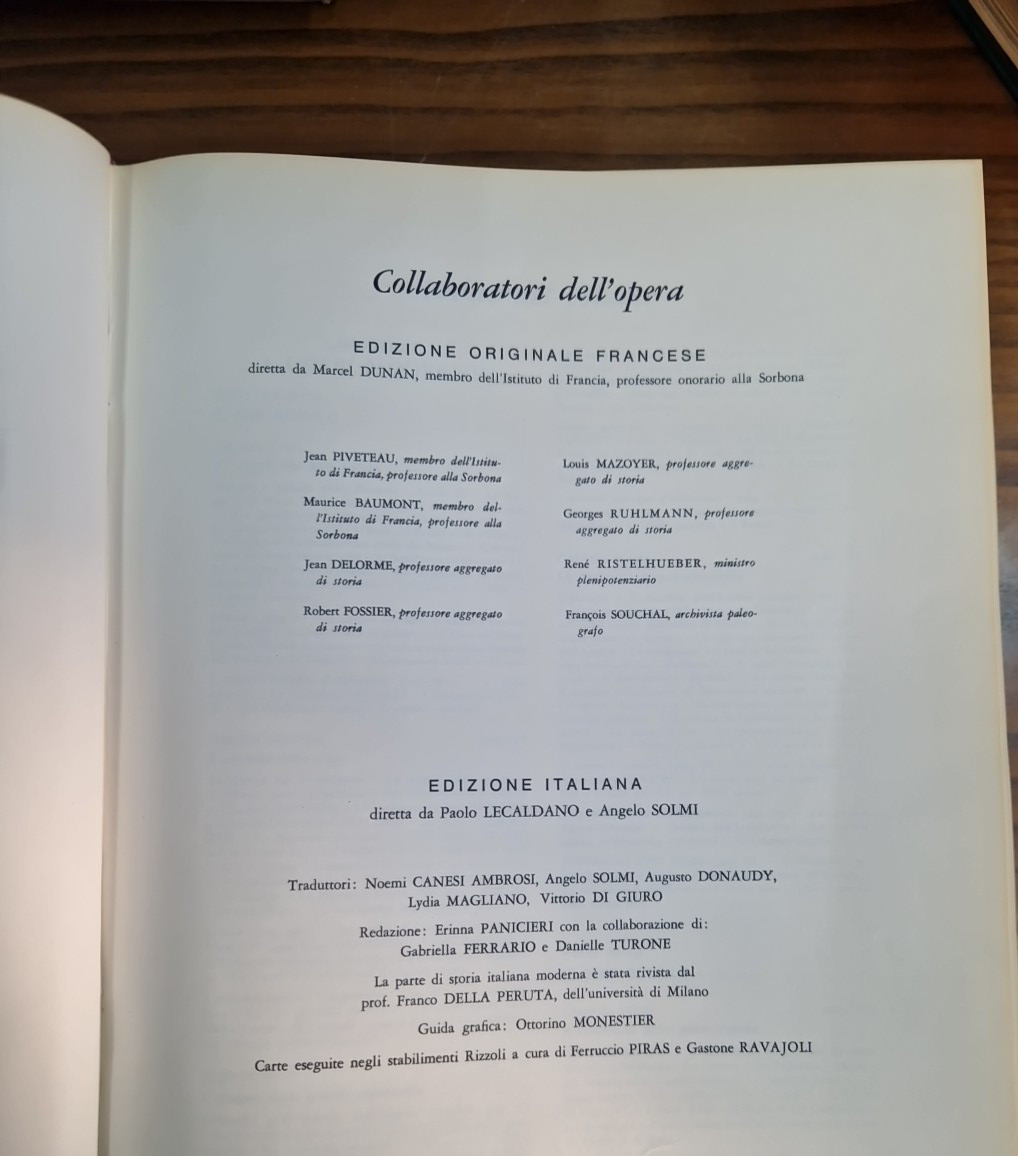 Collaboratori dell'opera
EDIZIONE ORIGINALE FRANCESE
diretta da Marcel DUNAN, membro dell'Istituto di Francia, professore onorario alla Sorbona
Jean PIVETEAU, membro dell'Istitu-
to di Francia, professore alla Sorbona
Maurice BAUMONT, membro del-
l'Istituto di Francia, professore alla
Sorbona
Jean DELORME, professore aggregato
di storia
Robert FOSSIER, professore aggregato
di storia
Louis MAZOYER, professore aggre-
gato di storia
Georges RUHLMANN, professore
aggregato di storia
René RISTELHUEBER, ministro
plenipotenziario
François SOUCHAL, archivista paleo-
grafo
EDIZIONE ITALIANA
diretta da Paolo LECALDANO e Angelo SOLMI
Traduttori: Noemi CANESI AMBROSI, Angelo SOLMI, Augusto DONAUDY,
Lydia MAGLIANO, Vittorio DI GIURO
Redazione: Erinna PANICIERI con la collaborazione di:
Gabriella FERRARIO e Danielle TURONE
La parte di storia italiana moderna è stata rivista dal
prof. Franco DELLA PERUTA, dell'università di Milano
Guida grafica: Ottorino MONESTIER
Carte eseguite negli stabilimenti Rizzoli a cura di Ferruccio PIRAS e Gastone RAVAJOLI